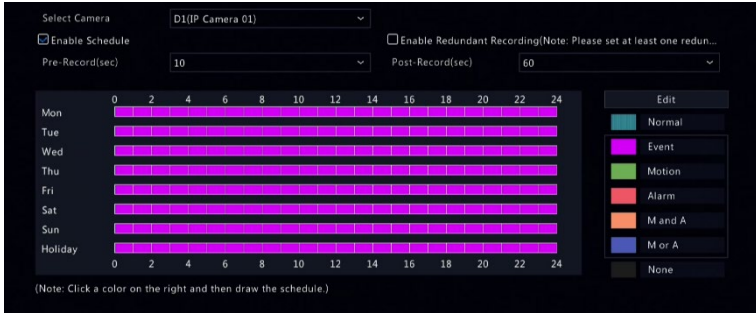 Select Camera D1(IP Camera 01)
Enable Schedule Enable Redundant Recording(Note: Please set at least one redun...
Pre-Record(sec) 10 Post-Record(sec) 60
0 2 4 6 8 10 12 14 16 18 20 22 24 Edit
Mon Normal
Tue
Wed Event
Thu Motion
Fri Alarm
Sat M and A
Sun M or A
Holiday
0 2 4 6 8 10 12 14 16 18 20 22 24 None
(Note: Click a color on the right and then draw the schedule.)